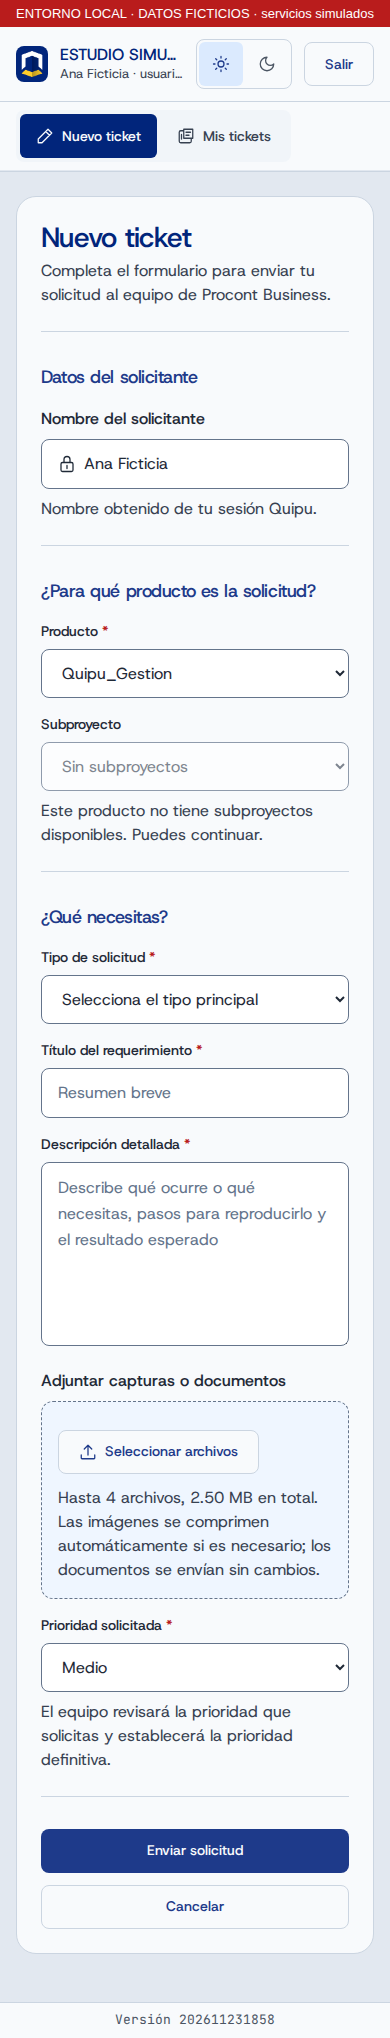 ENTORNO LOCAL · DATOS FICTICIOS · servicios simulados
ESTUDIO SIMU...
Ana Ficticia · usuari...
Salir
Nuevo ticket
Mis tickets
Nuevo ticket
Completa el formulario para enviar tu
solicitud al equipo de Procont Business.
Datos del solicitante
Nombre del solicitante
Ana Ficticia
Nombre obtenido de tu sesión Quipu.
¿Para qué producto es la solicitud?
Producto *
Quipu_Gestion
Subproyecto
Sin subproyectos
Este producto no tiene subproyectos
disponibles. Puedes continuar.
¿Qué necesitas?
Tipo de solicitud *
Selecciona el tipo principal
Título del requerimiento *
Resumen breve
Descripción detallada *
Describe qué ocurre o qué
necesitas, pasos para reproducirlo y
el resultado esperado
Adjuntar capturas o documentos
Seleccionar archivos
Hasta 4 archivos, 2.50 MB en total.
Las imágenes se comprimen
automáticamente si es necesario; los
documentos se envían sin cambios.
Prioridad solicitada *
Medio
El equipo revisará la prioridad que
solicitas y establecerá la prioridad
definitiva.
Enviar solicitud
Cancelar
Versión 202611231858